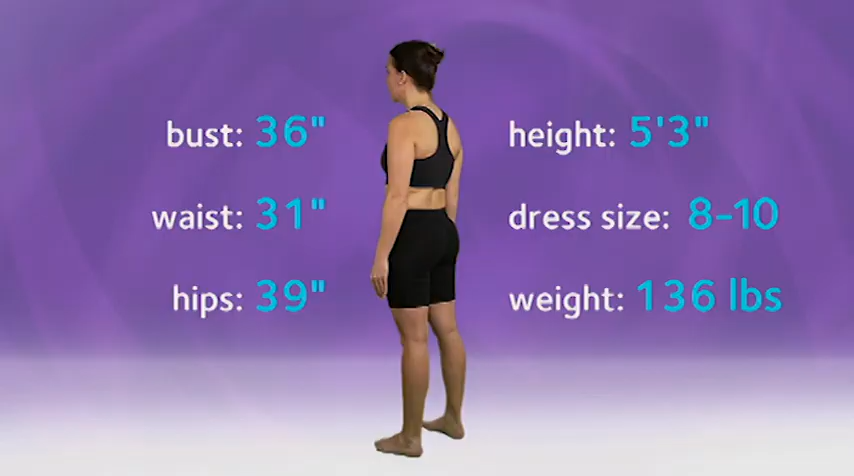 bust: 36"
waist: 31"
hips: 39"
height: 5'3"
dress size: 8-10
weight: 136 lbs